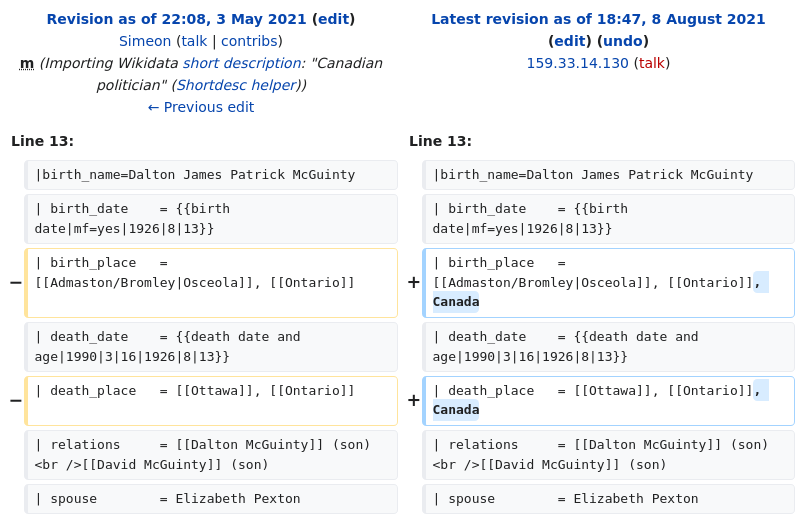 Revision as of 22:08, 3 May 2021 (edit)
Simeon (talk | contribs)
m (Importing Wikidata short description: "Canadian
politician" (Shortdesc helper))
← Previous edit
Latest revision as of 18:47, 8 August 2021
(edit) (undo)
159.33.14.130 (talk)
Line 13:
Line 13:
|birth_name=Dalton James Patrick McGuinty
|birth_name=Dalton James Patrick McGuinty
| birth_date    = {{birth
date|mf=yes|1926|8|13}}
| birth_date    = {{birth
date|mf=yes|1926|8|13}}
−
| birth_place   =
[[Admaston/Bromley|Osceola]], [[Ontario]]
+
| birth_place   =
[[Admaston/Bromley|Osceola]], [[Ontario]],
Canada
| death_date    = {{death date and
age|1990|3|16|1926|8|13}}
| death_date    = {{death date and
age|1990|3|16|1926|8|13}}
−
| death_place   = [[Ottawa]], [[Ontario]]
+
| death_place   = [[Ottawa]], [[Ontario]],
Canada
| relations     = [[Dalton McGuinty]] (son)
<br />[[David McGuinty]] (son)
| relations     = [[Dalton McGuinty]] (son)
<br />[[David McGuinty]] (son)
| spouse        = Elizabeth Pexton
| spouse        = Elizabeth Pexton